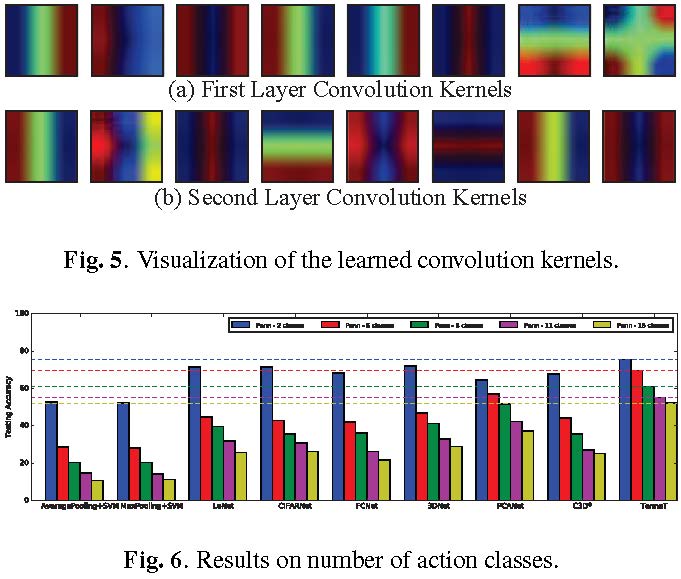 (a) First Layer Convolution Kernels
(b) Second Layer Convolution Kernels
Fig. 5. Visualization of the learned convolution kernels.
100
Penn - 2 classes Penn - 5 classes Penn - 8 classes Penn - 11 classes Penn - 15 classes
80
60
40
20
0
Testing Accuracy
AveragePooling+SVM MaxPooling+SVM LeNet CIFARNet FCNet 3DNet PCANet C3D
Fig. 6. Results on number of action classes.